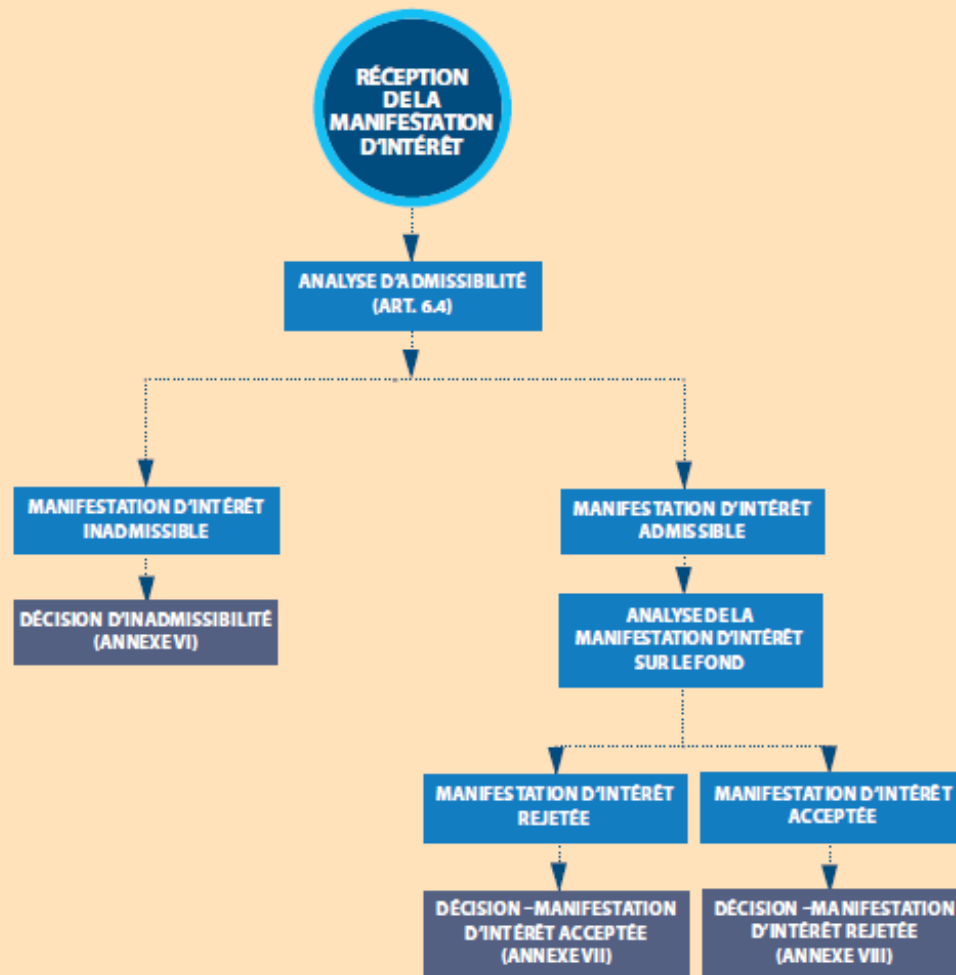 RÉCEPTION
DE LA
MANIFESTATION
D'INTÉRÊT
ANALYSE D'ADMISSIBILITÉ
(ART. 6.4)
MANIFESTATION D'INTÉRÊT
INADMISSIBLE
DÉCISION D'INADMISSIBILITÉ
(ANNEXE VI)
MANIFESTATION D'INTÉRÊT
ADMISSIBLE
ANALYSE DE LA
MANIFESTATION D'INTÉRÊT
SUR LE FOND
MANIFESTATION D'INTÉRÊT
REJETÉE
DÉCISION –MANIFESTATION
D'INTÉRÊT ACCEPTÉE
(ANNEXE VII)
MANIFESTATION D'INTÉRÊT
ACCEPTÉE
DÉCISION –MANIFESTATION
D'INTÉRÊT REJETÉE
(ANNEXE VIII)